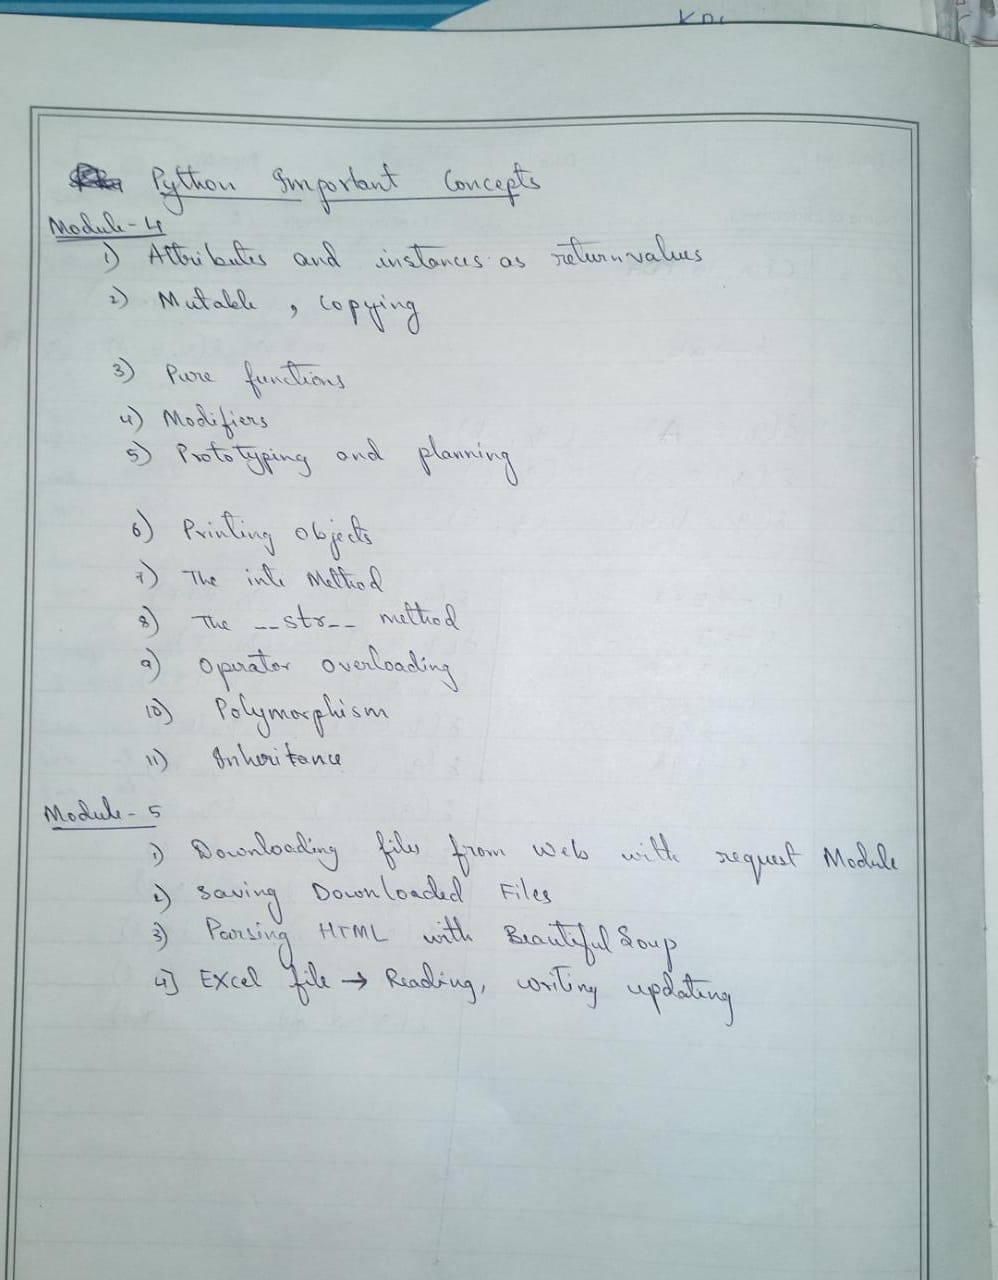 Python Important Concepts
Module-4
1) Attributes and instances as return values
2) Mutable, Copying
3) Pure functions
4) Modifiers
5) Prototyping and planning
6) Printing objects
7) The inti Method
8) The __str__ method
9) Operator overloading
10) Polymorphism
11) Inheritance
Module-5
1) Downloading files from Web with request Module
2) Saving Downloaded Files
3) Parsing HTML with Beautiful Soup
4] Excel file → Reading, writing updating